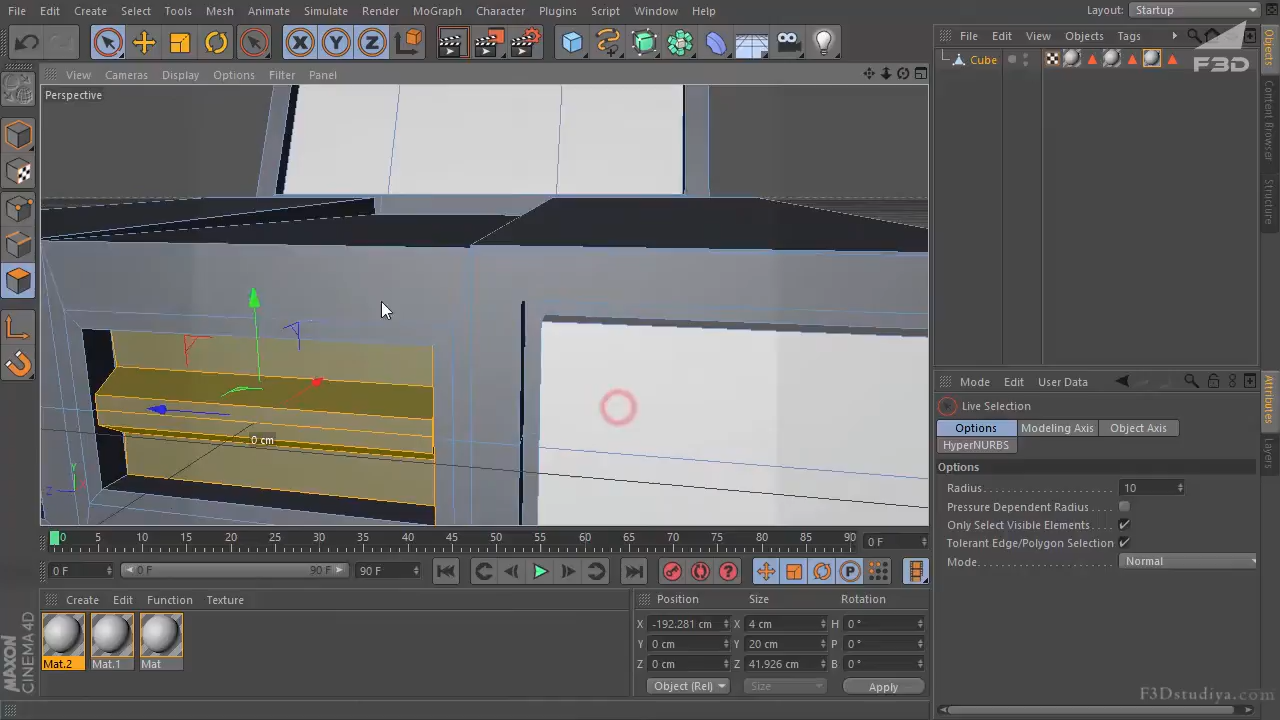 File Edit Create Select Tools Mesh Animate Simulate Render MoGraph Character Plugins Script Window Help Layout: Startup
X Y Z
F3D
View Cameras Display Options Filter Panel
File Edit View Objects Tags
Perspective
Cube
Objects
Content Browser
Structure
0 cm
Y
Z
Mode Edit User Data
Live Selection
Options Modeling Axis Object Axis
HyperNURBS
Options
Radius 10
Pressure Dependent Radius
Only Select Visible Elements
Tolerant Edge/Polygon Selection
Mode Normal
Attributes
Layers
0 5 10 15 20 25 30 35 40 45 50 55 60 65 70 75 80 85 90 0 F
0 F 0 F 90 F 90 F
P
Create Edit Function Texture
Mat.2 Mat.1 Mat
Position Size Rotation
X -192.281 cm X 4 cm H 0 °
Y 0 cm Y 20 cm P 0 °
Z 0 cm Z 41.926 cm B 0 °
Object (Rel) Size Apply
MAXON
CINEMA 4D
F3Dstudiya.com